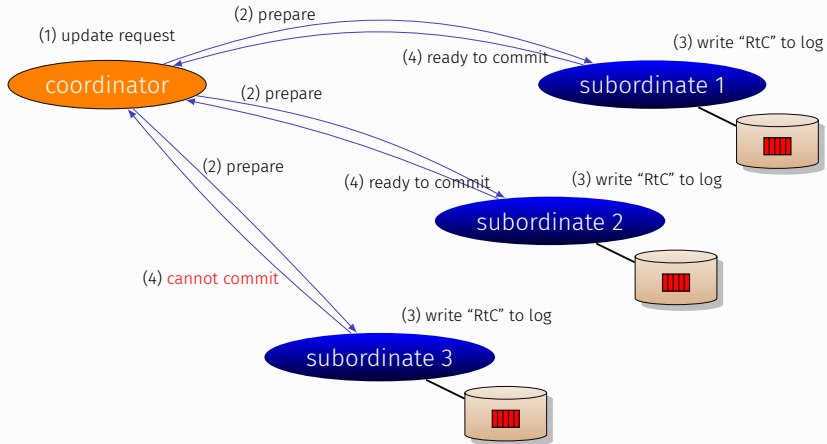 (2) prepare
(1) update request
(3) write “RtC” to log
(4) ready to commit
coordinator
subordinate 1
(2) prepare
(2) prepare
(4) ready to commit
(3) write “RtC” to log
subordinate 2
(4) cannot commit
(3) write “RtC” to log
subordinate 3